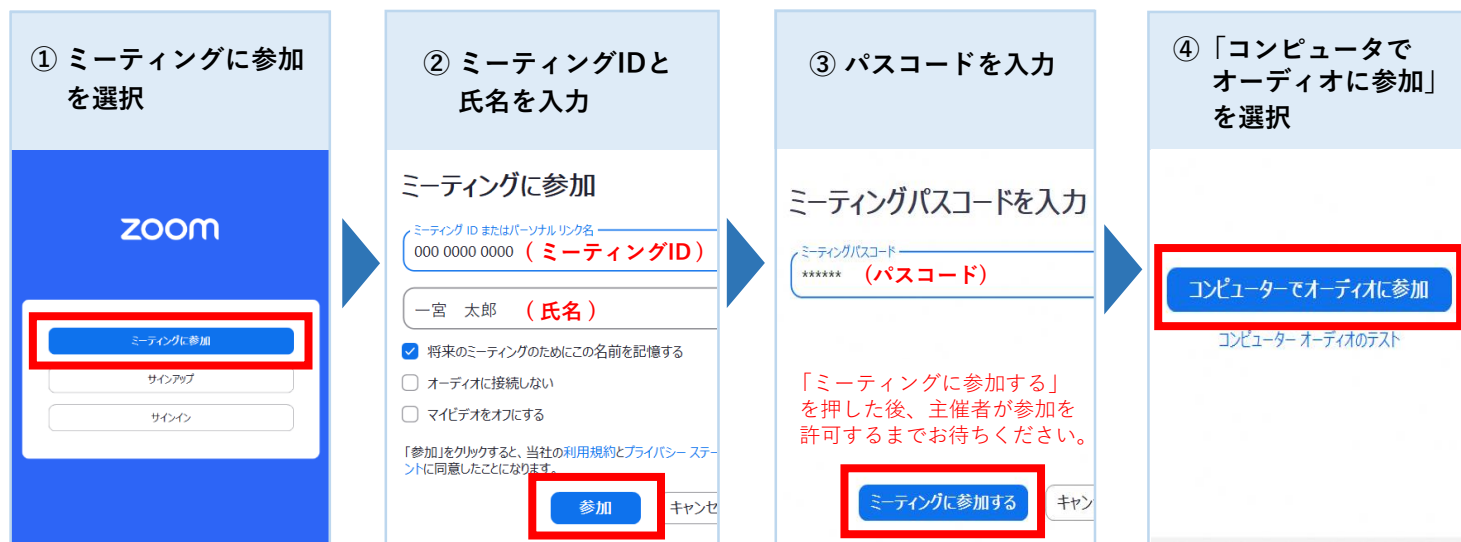 ① ミーティングに参加
を選択
zoom
ミーティングに参加
サインアップ
サインイン
② ミーティングIDと
氏名を入力
ミーティングに参加
ミーティング ID またはパーソナル リンク名
000 0000 0000 （ ミーティングID ）
一宮　太郎 （ 氏名 ）
将来のミーティングのためにこの名前を記憶する
オーディオに接続しない
マイビデオをオフにする
「参加」をクリックすると、当社の利用規約とプライバシー ステー
ントに同意したことになります。
参加
キャンセ
③ パスコードを入力
ミーティングパスコードを入力
ミーティングパスコード
****** （パスコード）
「ミーティングに参加する」
を押した後、主催者が参加を
許可するまでお待ちください。
ミーティングに参加する
キャン
④「コンピュータで
オーディオに参加」
を選択
コンピューターでオーディオに参加
コンピューター オーディオのテスト